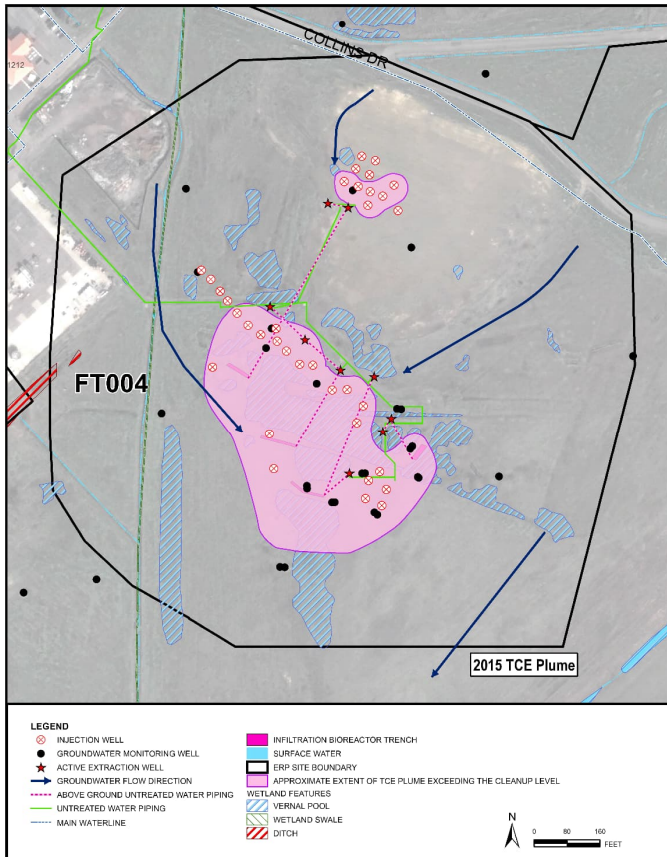 COLLINS DR
1212
FT004
2015 TCE Plume
LEGEND
INJECTION WELL
GROUNDWATER MONITORING WELL
ACTIVE EXTRACTION WELL
GROUNDWATER FLOW DIRECTION
ABOVE GROUND UNTREATED WATER PIPING
UNTREATED WATER PIPING
MAIN WATERLINE
INFILTRATION BIOREACTOR TRENCH
SURFACE WATER
ERP SITE BOUNDARY
APPROXIMATE EXTENT OF TCE PLUME EXCEEDING THE CLEANUP LEVEL
WETLAND FEATURES
VERNAL POOL
WETLAND SWALE
DITCH
N
0 80 160
FEET